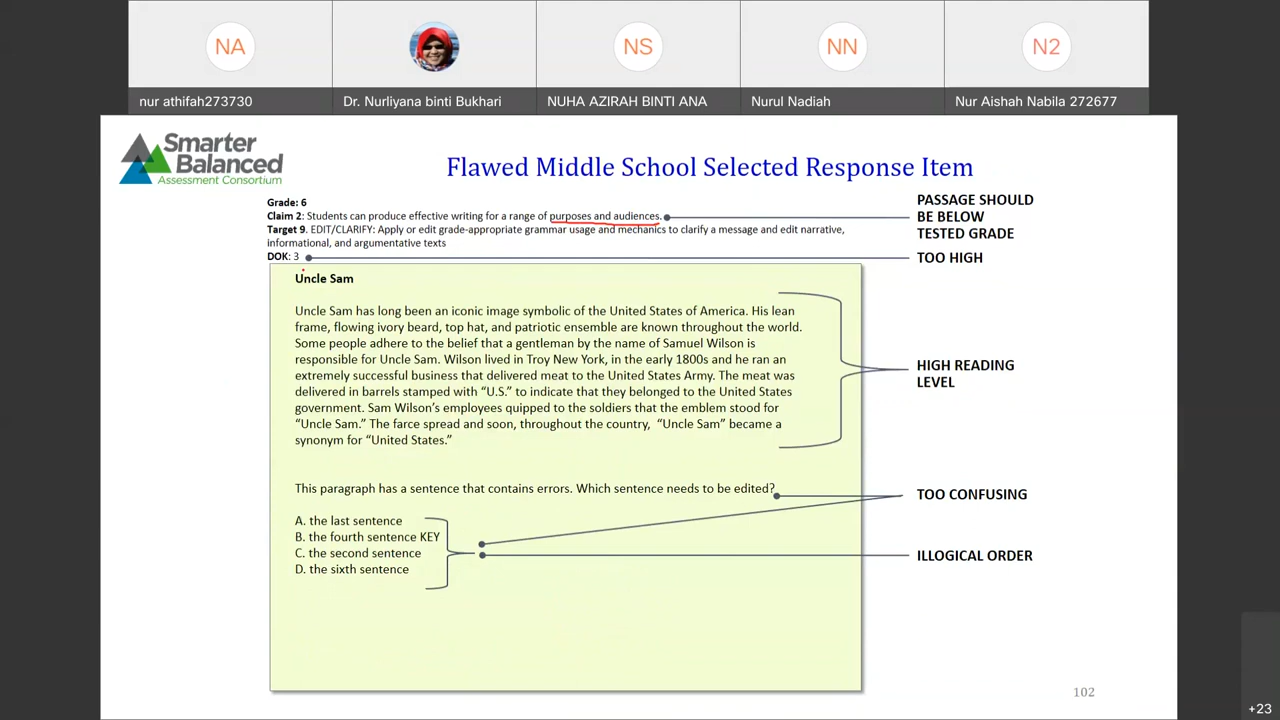 NA
NS
NN
N2
nur athifah273730
Dr. Nurliyana binti Bukhari
NUHA AZIRAH BINTI ANA
Nurul Nadiah
Nur Aishah Nabila 272677
Smarter
Balanced
Assessment Consortium
Flawed Middle School Selected Response Item
Grade: 6
Claim 2: Students can produce effective writing for a range of purposes and audiences.
Target 9. EDIT/CLARIFY: Apply or edit grade-appropriate grammar usage and mechanics to clarify a message and edit narrative,
informational, and argumentative texts
DOK: 3
PASSAGE SHOULD
BE BELOW
TESTED GRADE
TOO HIGH
Uncle Sam
Uncle Sam has long been an iconic image symbolic of the United States of America. His lean
frame, flowing ivory beard, top hat, and patriotic ensemble are known throughout the world.
Some people adhere to the belief that a gentleman by the name of Samuel Wilson is
responsible for Uncle Sam. Wilson lived in Troy New York, in the early 1800s and he ran an
extremely successful business that delivered meat to the United States Army. The meat was
delivered in barrels stamped with “U.S.” to indicate that they belonged to the United States
government. Sam Wilson’s employees quipped to the soldiers that the emblem stood for
“Uncle Sam.” The farce spread and soon, throughout the country, “Uncle Sam” became a
synonym for “United States.”
HIGH READING
LEVEL
This paragraph has a sentence that contains errors. Which sentence needs to be edited?
TOO CONFUSING
A. the last sentence
B. the fourth sentence KEY
C. the second sentence
D. the sixth sentence
ILLOGICAL ORDER
102
+23